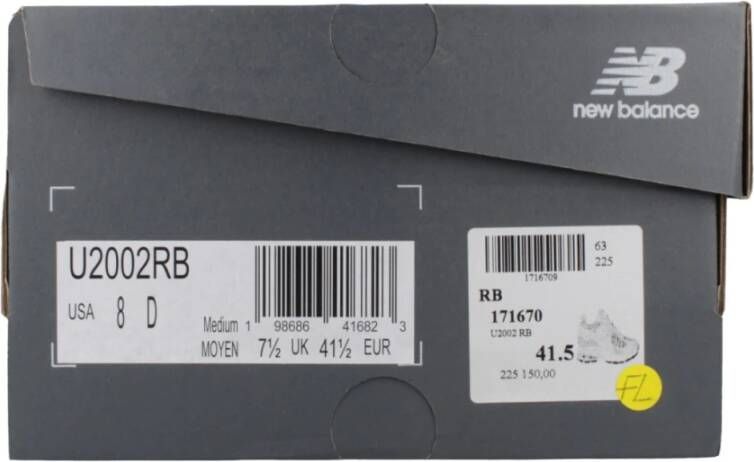 NB
new balance
U2002RB
USA 8 D
Medium 1 98686 41682 3
MOYEN 7½ UK 41½ EUR
63
225
1716709
RB
171670
U2002 RB
41.5
225 150,00
FL